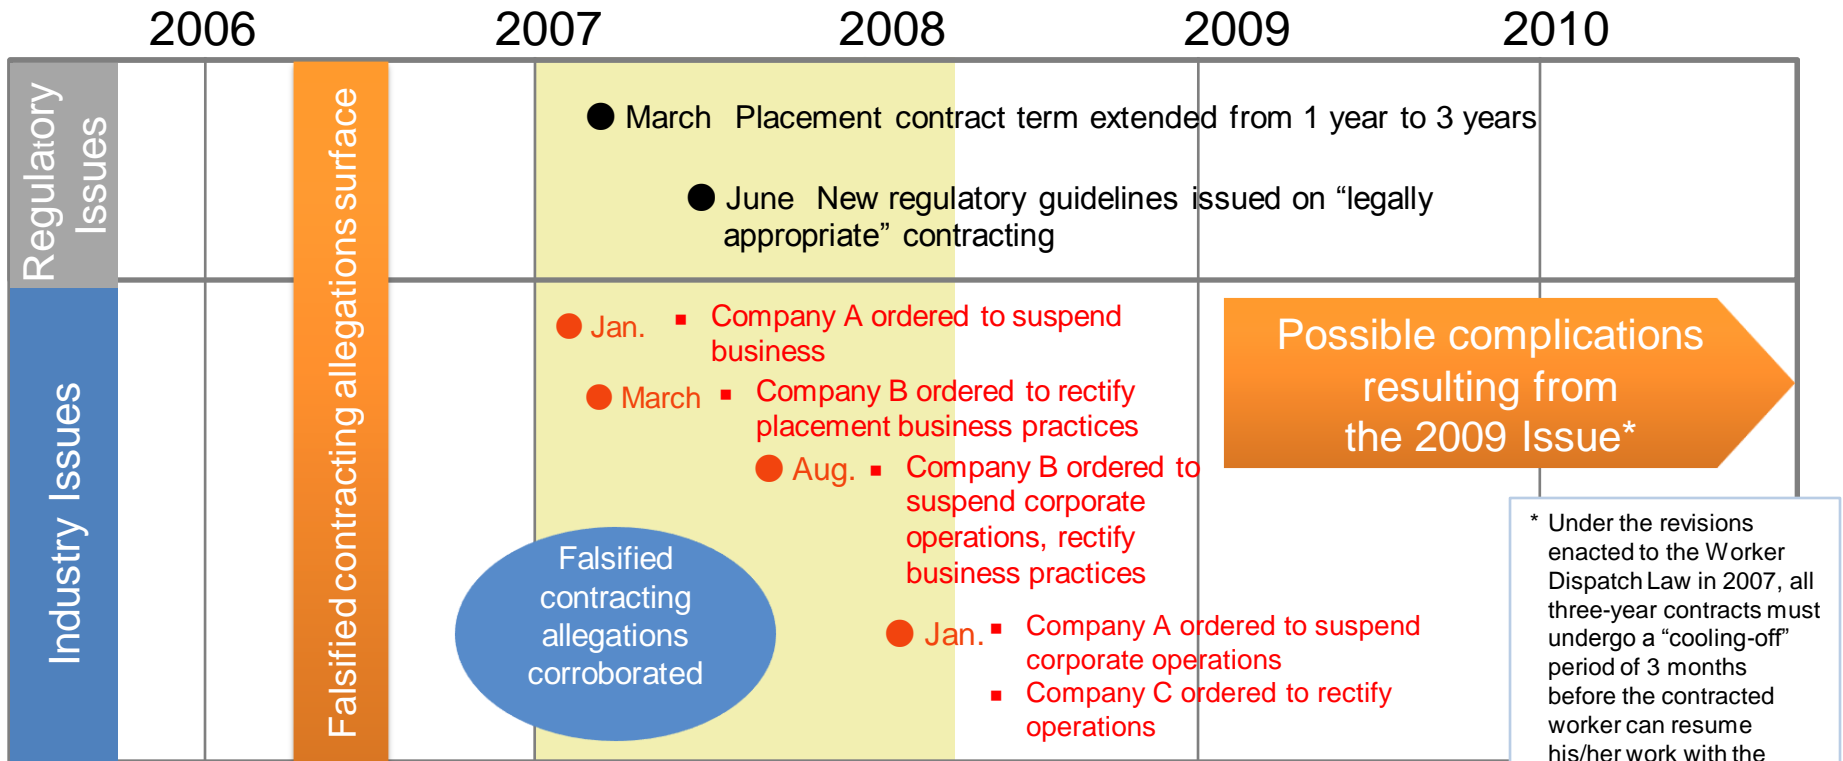 2006 2007 2008 2009 2010
Regulatory
Issues
Industry Issues
Falsified contracting allegations surface
March Placement contract term extended from 1 year to 3 years
June New regulatory guidelines issued on “legally
appropriate” contracting
Jan. ▪ Company A ordered to suspend
business
March ▪ Company B ordered to rectify
placement business practices
Aug. ▪ Company B ordered to
suspend corporate
operations, rectify
business practices
Falsified
contracting
allegations
corroborated
Jan. ▪ Company A ordered to suspend
corporate operations
▪ Company C ordered to rectify
operations
Possible complications
resulting from
the 2009 Issue*
* Under the revisions
enacted to the Worker
Dispatch Law in 2007, all
three-year contracts must
undergo a “cooling-off”
period of 3 months
before the contracted
worker can resume
his/her work with the